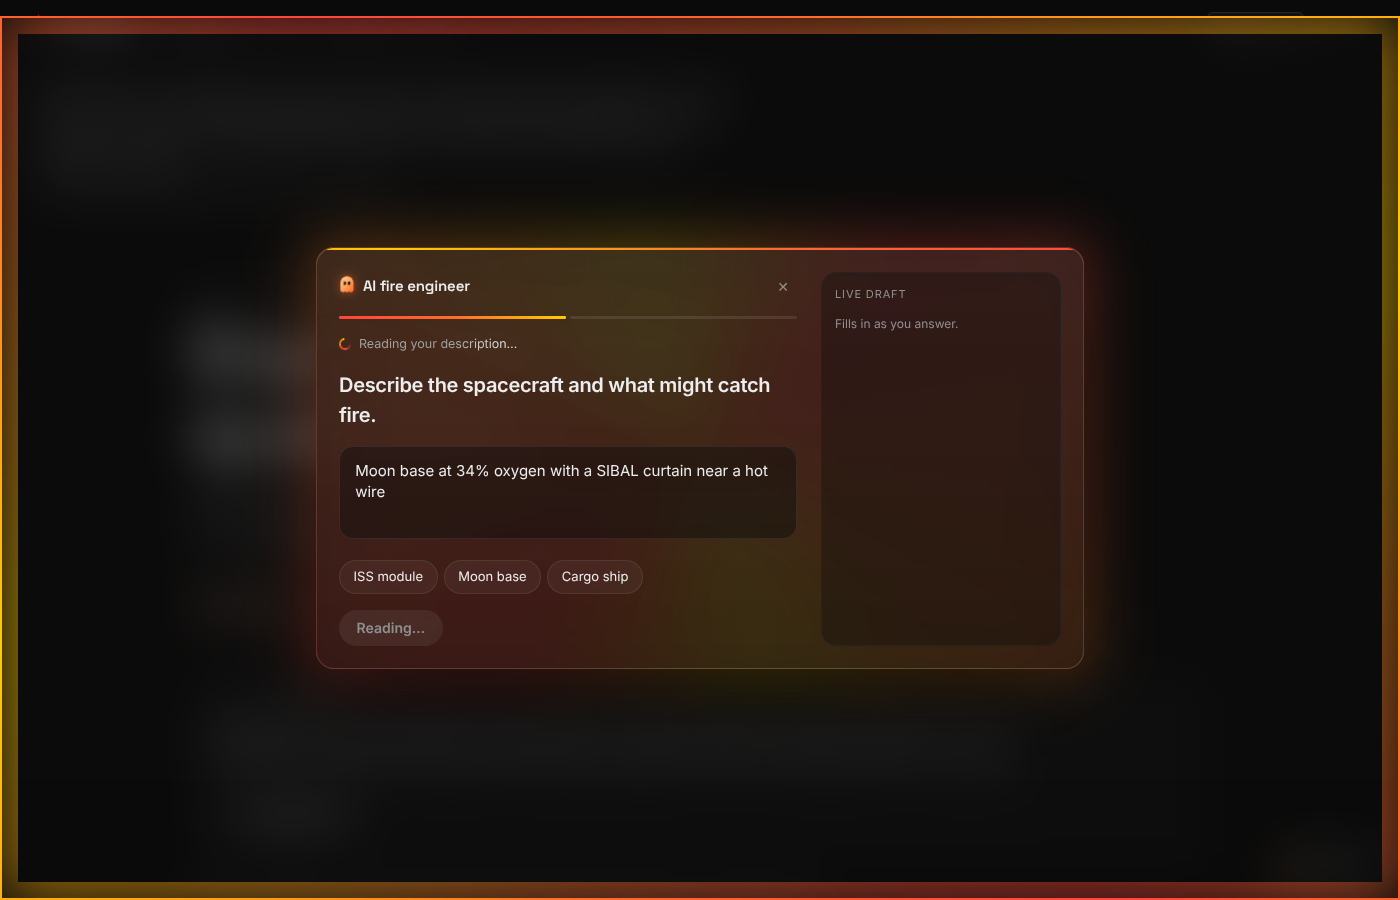 AI fire engineer
×
Reading your description...
Describe the spacecraft and what might catch
fire.
Moon base at 34% oxygen with a SIBAL curtain near a hot
wire
ISS module
Moon base
Cargo ship
Reading...
LIVE DRAFT
Fills in as you answer.